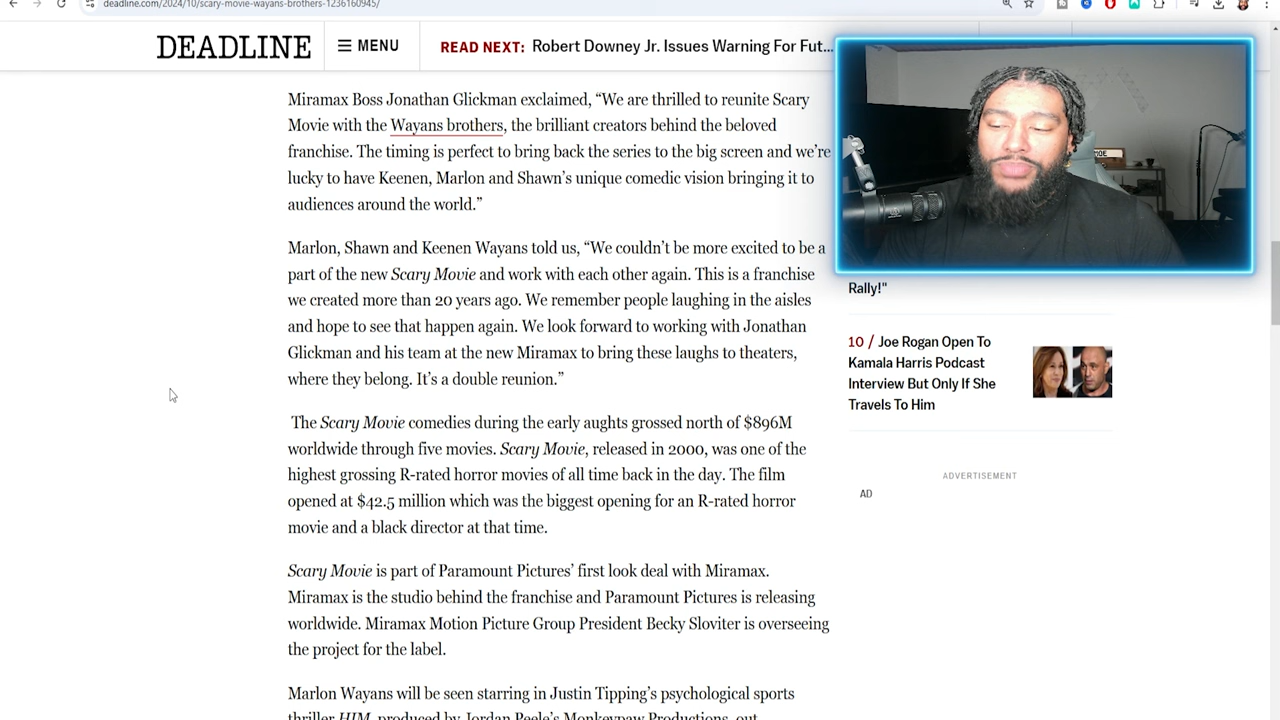 deadline.com/2024/10/scary-movie-wayans-brothers-1236160945/
DEADLINE
MENU
READ NEXT: Robert Downey Jr. Issues Warning For Fut...
Miramax Boss Jonathan Glickman exclaimed, “We are thrilled to reunite Scary
Movie with the Wayans brothers, the brilliant creators behind the beloved
franchise. The timing is perfect to bring back the series to the big screen and we’re
lucky to have Keenen, Marlon and Shawn’s unique comedic vision bringing it to
audiences around the world.”
Marlon, Shawn and Keenen Wayans told us, “We couldn’t be more excited to be a
part of the new Scary Movie and work with each other again. This is a franchise
we created more than 20 years ago. We remember people laughing in the aisles
and hope to see that happen again. We look forward to working with Jonathan
Glickman and his team at the new Miramax to bring these laughs to theaters,
where they belong. It’s a double reunion.”
The Scary Movie comedies during the early aughts grossed north of $896M
worldwide through five movies. Scary Movie, released in 2000, was one of the
highest grossing R-rated horror movies of all time back in the day. The film
opened at $42.5 million which was the biggest opening for an R-rated horror
movie and a black director at that time.
Scary Movie is part of Paramount Pictures’ first look deal with Miramax.
Miramax is the studio behind the franchise and Paramount Pictures is releasing
worldwide. Miramax Motion Picture Group President Becky Sloviter is overseeing
the project for the label.
Marlon Wayans will be seen starring in Justin Tipping’s psychological sports
thriller HIM, produced by Jordan Peele’s Monkeypaw Productions, out
Rally!"
10 / Joe Rogan Open To
Kamala Harris Podcast
Interview But Only If She
Travels To Him
ADVERTISEMENT
AD